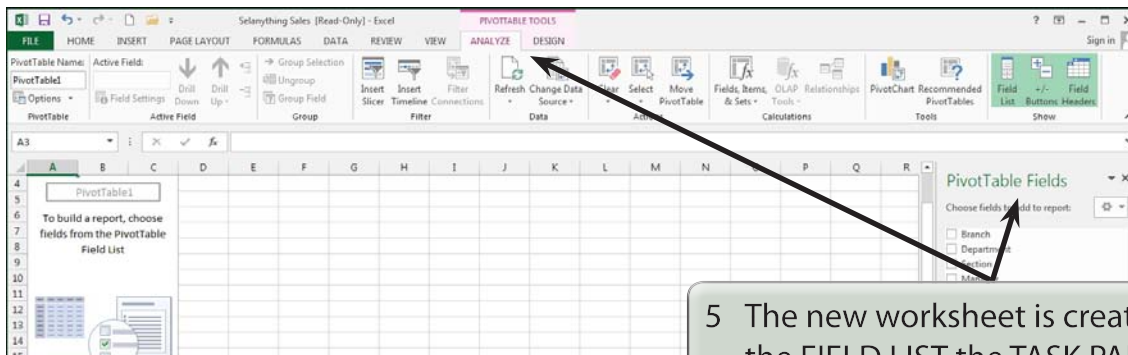 Selanything Sales [Read-Only] - Excel
PIVOTTABLE TOOLS
FILE HOME INSERT PAGE LAYOUT FORMULAS DATA REVIEW VIEW ANALYZE DESIGN
Sign in
PivotTable Name:
PivotTable1
Options
PivotTable
Active Field:
Field Settings
Drill Down
Drill Up
Active Field
Group Selection
Ungroup
Group Field
Group
Insert Slicer
Insert Timeline
Filter Connections
Filter
Refresh
Change Data Source
Data
Clear
Select
Move PivotTable
Actions
Fields, Items, & Sets
OLAP Tools
Relationships
Calculations
PivotChart
Recommended PivotTables
Tools
Field List
+/- Buttons
Field Headers
Show
A3
fx
A B C D E F G H I J K L M N P Q R
4
5
6
7
8
9
10
11
12
13
14
PivotTable1
To build a report, choose
fields from the PivotTable
Field List
PivotTable Fields
Choose fields to add to report:
Branch
Department
Section
5 The new worksheet is creat
the FIELD LIST the TASK PA